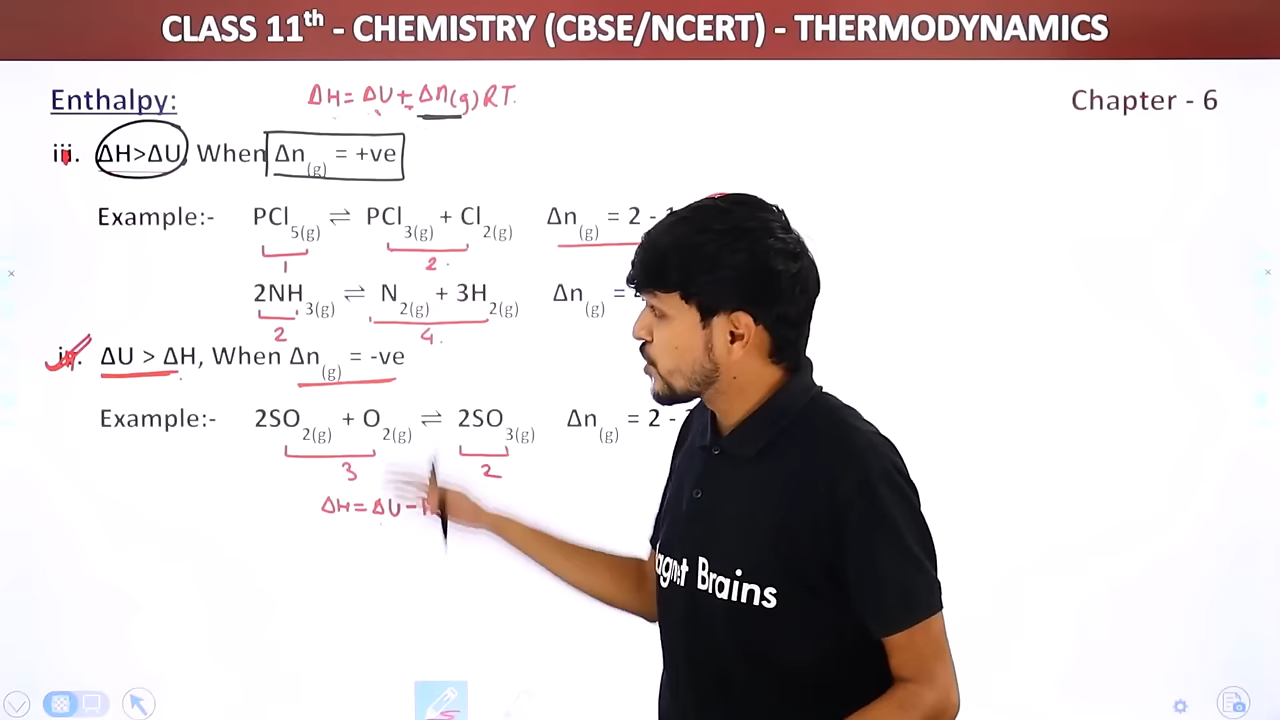 CLASS 11th - CHEMISTRY (CBSE/NCERT) - THERMODYNAMICS
Enthalpy:
ΔH = ΔU + Δn(g) RT.
Chapter - 6
iii. ΔH>ΔU, When Δn(g) = +ve
Example:- PCl5(g) ⇌ PCl3(g) + Cl2(g) Δn(g) = 2 -
1 2
2NH3(g) ⇌ N2(g) + 3H2(g) Δn(g) =
2 4
ΔU > ΔH, When Δn(g) = -ve
Example:- 2SO2(g) + O2(g) ⇌ 2SO3(g) Δn(g) = 2 -
3 2
ΔH = ΔU -
Brains